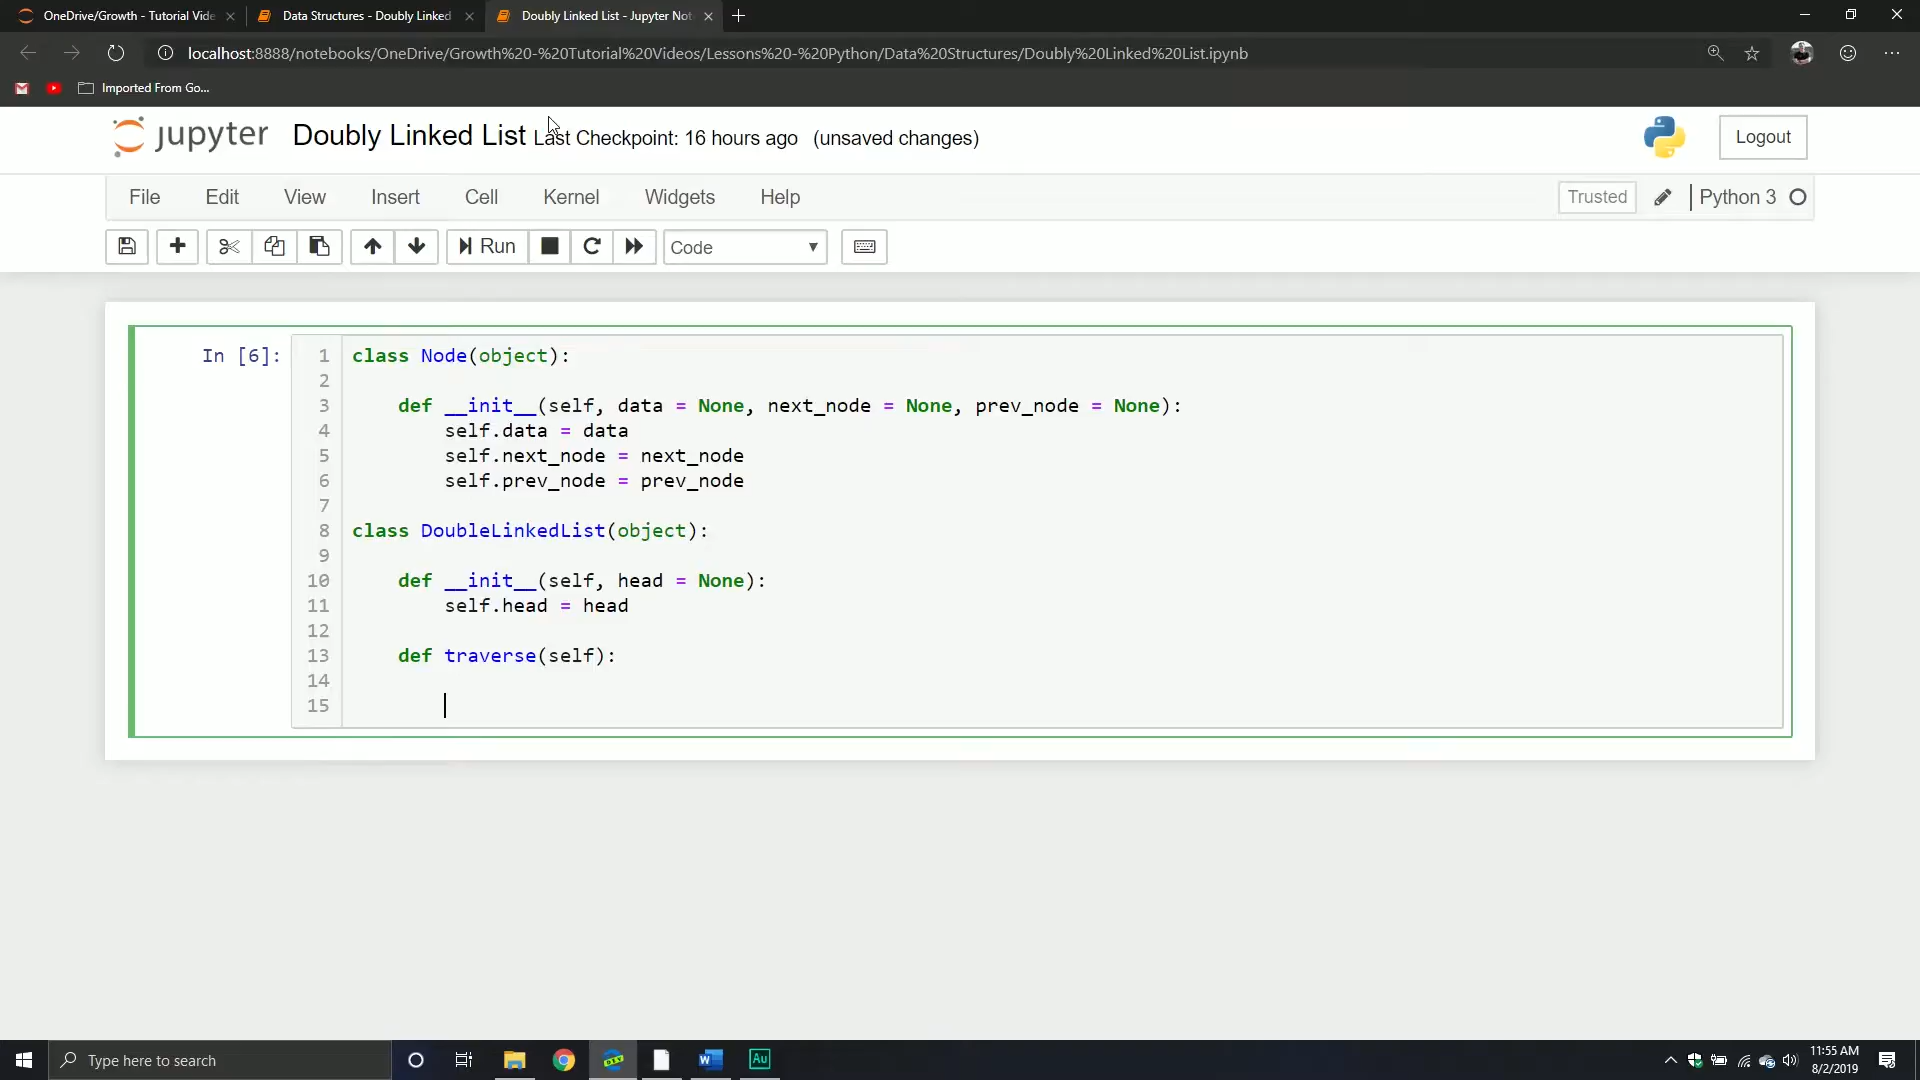 OneDrive/Growth - Tutorial Vide
Data Structures - Doubly Linked
Doubly Linked List - Jupyter Not
localhost:8888/notebooks/OneDrive/Growth%20-%20Tutorial%20Videos/Lessons%20-%20Python/Data%20Structures/Doubly%20Linked%20List.ipynb
Imported From Go...
jupyter Doubly Linked List Last Checkpoint: 16 hours ago (unsaved changes)
Logout
File Edit View Insert Cell Kernel Widgets Help
Trusted Python 3
Run Code
In [6]:
1 class Node(object):
2
3     def __init__(self, data = None, next_node = None, prev_node = None):
4         self.data = data
5         self.next_node = next_node
6         self.prev_node = prev_node
7
8 class DoubleLinkedList(object):
9
10     def __init__(self, head = None):
11         self.head = head
12
13     def traverse(self):
14
15
Type here to search
DEV
W
Au
11:55 AM
8/2/2019